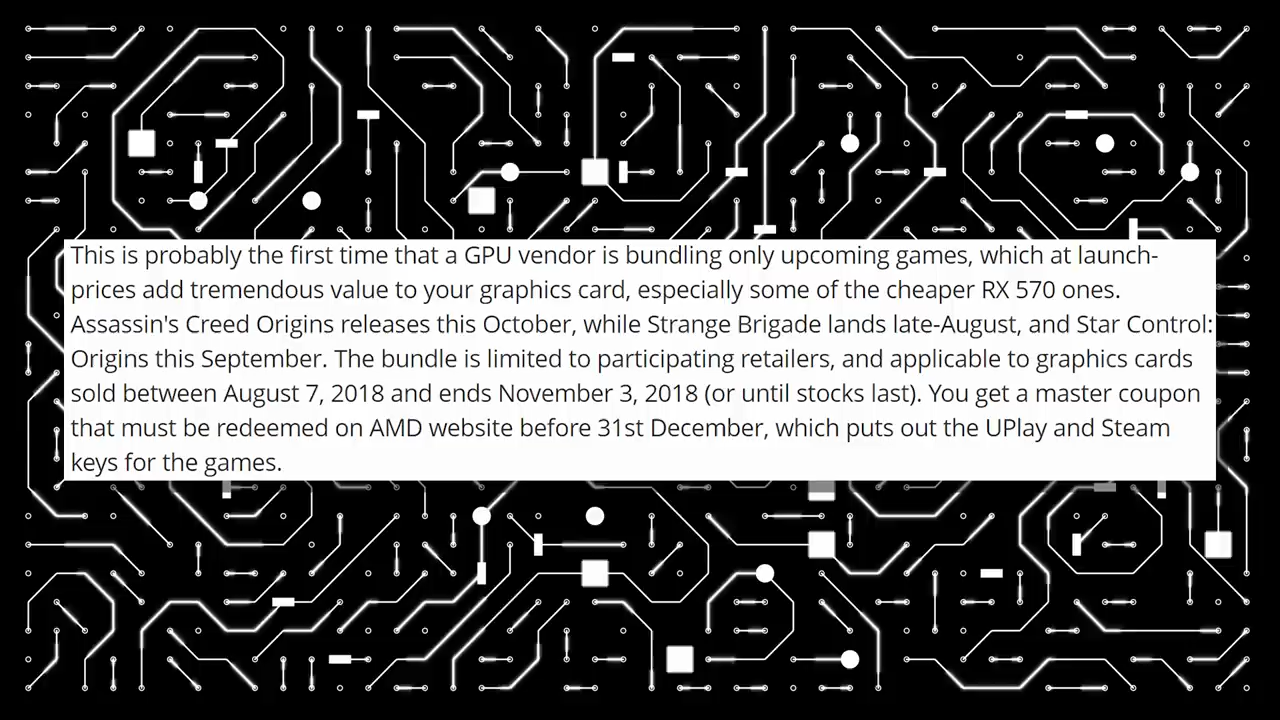 This is probably the first time that a GPU vendor is bundling only upcoming games, which at launch-
prices add tremendous value to your graphics card, especially some of the cheaper RX 570 ones.
Assassin's Creed Origins releases this October, while Strange Brigade lands late-August, and Star Control:
Origins this September. The bundle is limited to participating retailers, and applicable to graphics cards
sold between August 7, 2018 and ends November 3, 2018 (or until stocks last). You get a master coupon
that must be redeemed on AMD website before 31st December, which puts out the UPlay and Steam
keys for the games.